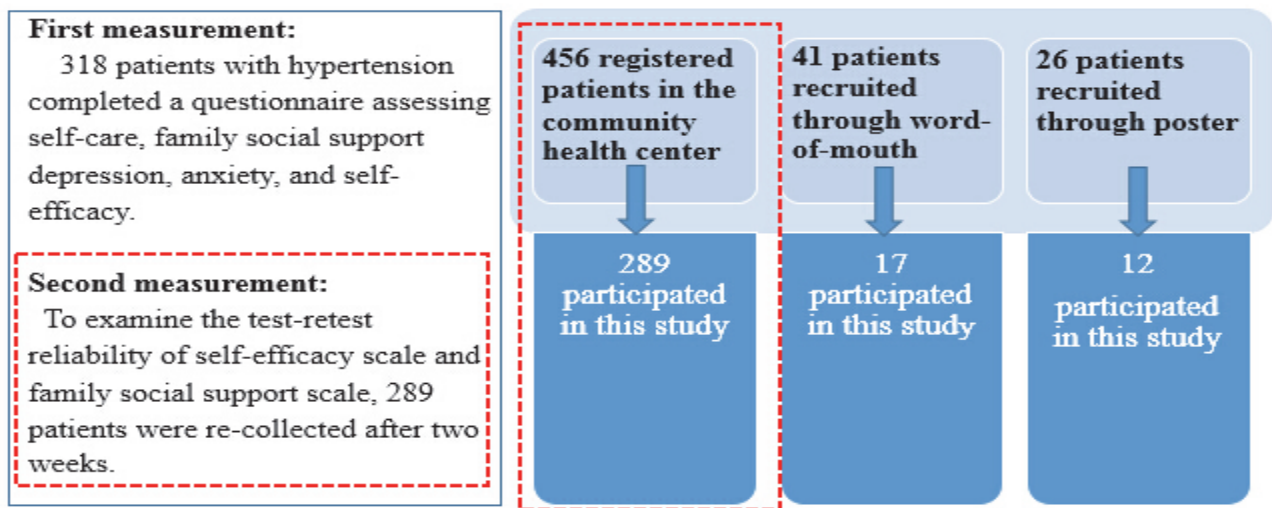 First measurement:
318 patients with hypertension
completed a questionnaire assessing
self-care, family social support
depression, anxiety, and self-
efficacy.
Second measurement:
To examine the test-retest
reliability of self-efficacy scale and
family social support scale, 289
patients were re-collected after two
weeks.
456 registered
patients in the
community
health center
41 patients
recruited
through word-
of-mouth
26 patients
recruited
through poster
289
participated
in this study
17
participated
in this study
12
participated
in this study